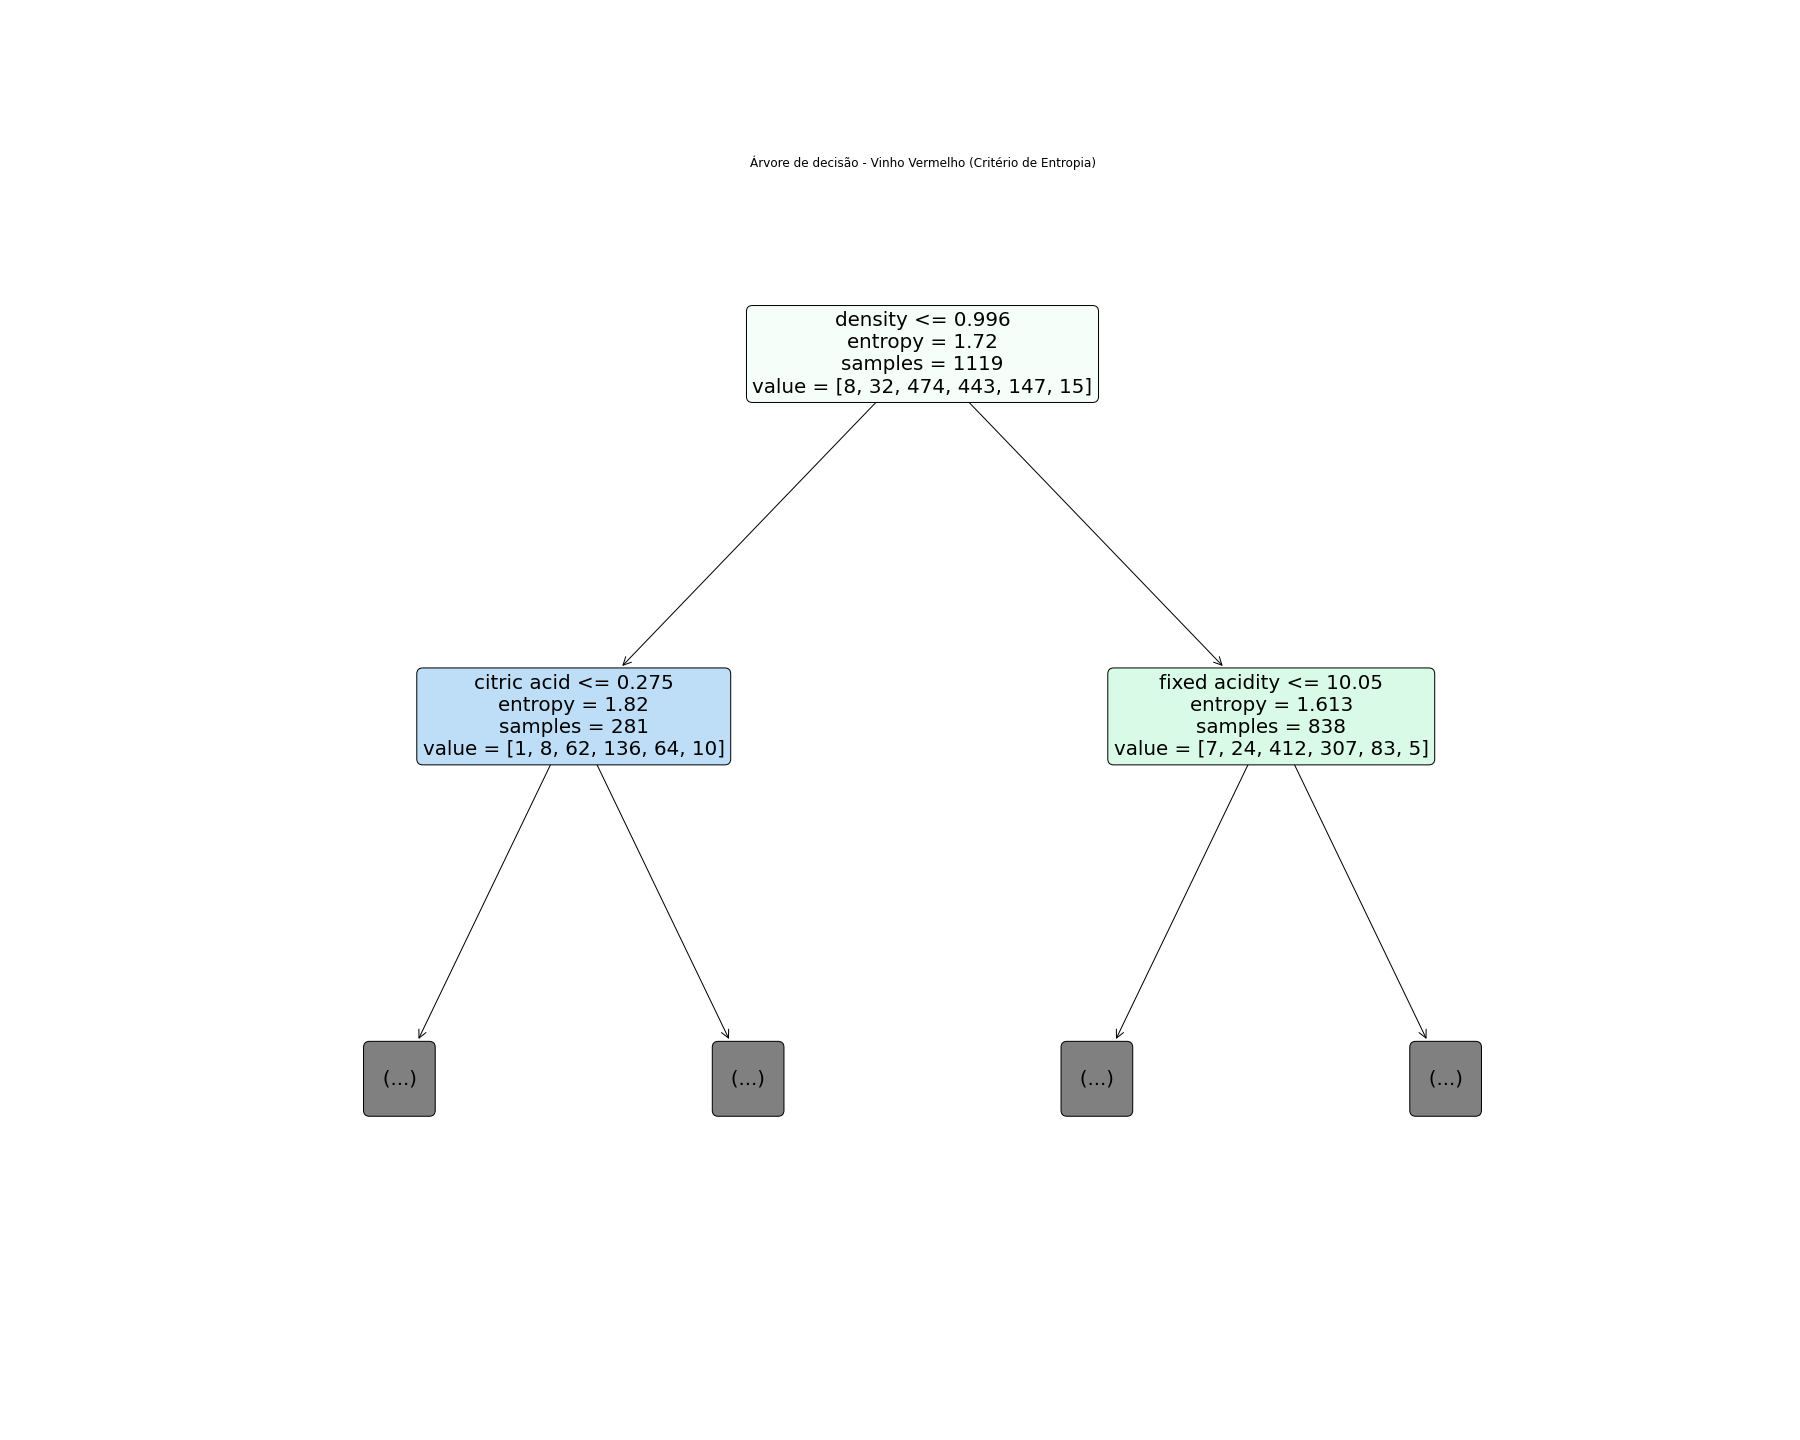 Árvore de decisão - Vinho Vermelho (Critério de Entropia)
density <= 0.996
entropy = 1.72
samples = 1119
value = [8, 32, 474, 443, 147, 15]
citric acid <= 0.275
entropy = 1.82
samples = 281
value = [1, 8, 62, 136, 64, 10]
fixed acidity <= 10.05
entropy = 1.613
samples = 838
value = [7, 24, 412, 307, 83, 5]
(...)
(...)
(...)
(...)